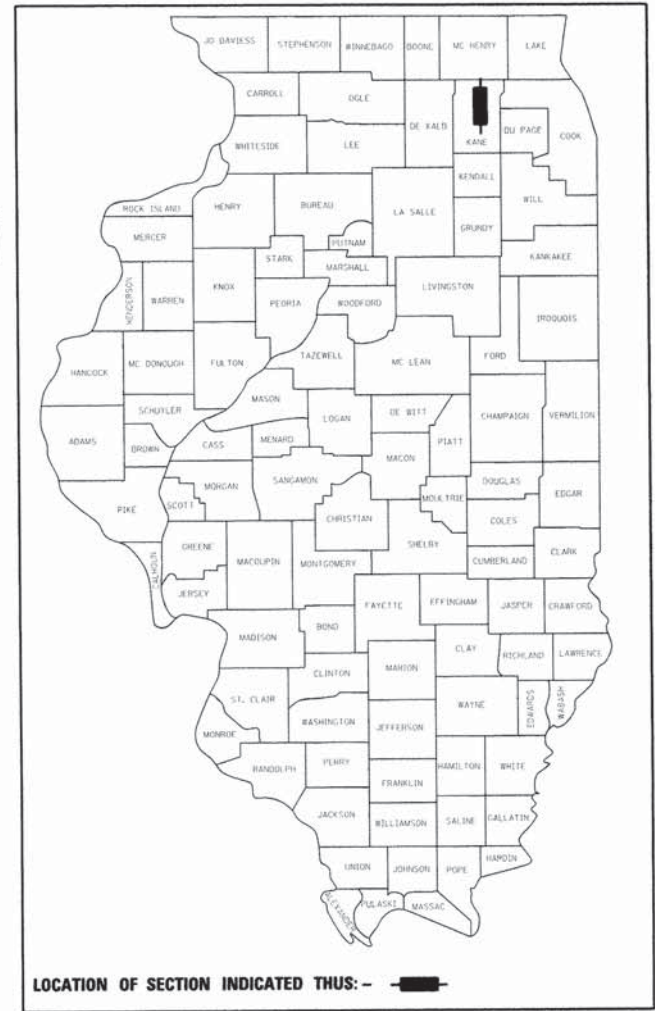 JO DAVIESS
STEPHENSON
WINNEBAGO
BOONE
MC HENRY
LAKE
CARROLL
OGLE
DE KALB
KANE
DU PAGE
COOK
WHITESIDE
LEE
KENDALL
WILL
ROCK ISLAND
HENRY
BUREAU
LA SALLE
GRUNDY
MERCER
PUTNAM
KANKAKEE
STARK
MARSHALL
HENDERSON
WARREN
KNOX
PEORIA
WOODFORD
LIVINGSTON
IROQUOIS
HANCOCK
MC DONOUGH
FULTON
TAZEWELL
MC LEAN
FORD
SCHUYLER
MASON
LOGAN
DE WITT
CHAMPAIGN
VERMILION
ADAMS
BROWN
CASS
MENARD
PIATT
MACON
MORGAN
SANGAMON
DOUGLAS
EDGAR
PIKE
SCOTT
CHRISTIAN
MOULTRIE
COLES
GREENE
MACOUPIN
MONTGOMERY
SHELBY
CUMBERLAND
CLARK
CALHOUN
JERSEY
FAYETTE
EFFINGHAM
JASPER
CRAWFORD
MADISON
BOND
CLAY
RICHLAND
LAWRENCE
CLINTON
MARION
ST. CLAIR
WAYNE
EDWARDS
WABASH
WASHINGTON
JEFFERSON
MONROE
RANDOLPH
PERRY
HAMILTON
WHITE
FRANKLIN
JACKSON
WILLIAMSON
SALINE
GALLATIN
UNION
JOHNSON
POPE
HARDIN
ALEXANDER
PULASKI
MASSAC
LOCATION OF SECTION INDICATED THUS: -